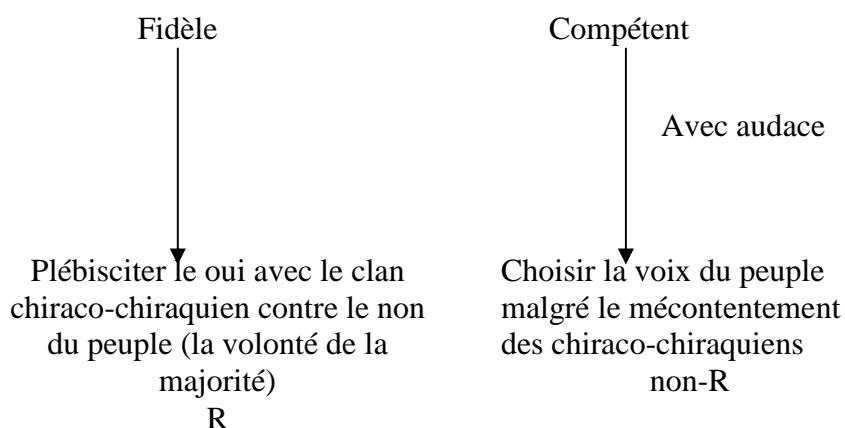 Fidèle
Compétent
Avec audace
Plébisciter le oui avec le clan
chiraco-chiraquien contre le non
du peuple (la volonté de la
majorité)
R
Choisir la voix du peuple
malgré le mécontentement
des chiraco-chiraquiens
non-R